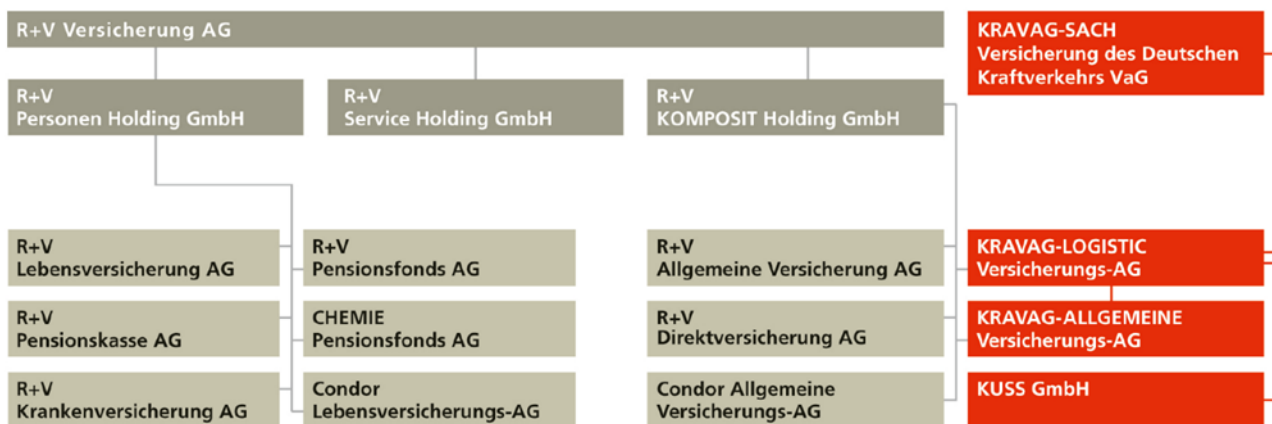 R+V Versicherung AG
KRAVAG-SACH
Versicherung des Deutschen
Kraftverkehrs VaG
R+V
Personen Holding GmbH
R+V
Service Holding GmbH
R+V
KOMPOSIT Holding GmbH
R+V
Lebensversicherung AG
R+V
Pensionsfonds AG
R+V
Allgemeine Versicherung AG
KRAVAG-LOGISTIC
Versicherungs-AG
R+V
Pensionskasse AG
CHEMIE
Pensionsfonds AG
R+V
Direktversicherung AG
KRAVAG-ALLGEMEINE
Versicherungs-AG
R+V
Krankenversicherung AG
Condor
Lebensversicherungs-AG
Condor Allgemeine
Versicherungs-AG
KUSS GmbH